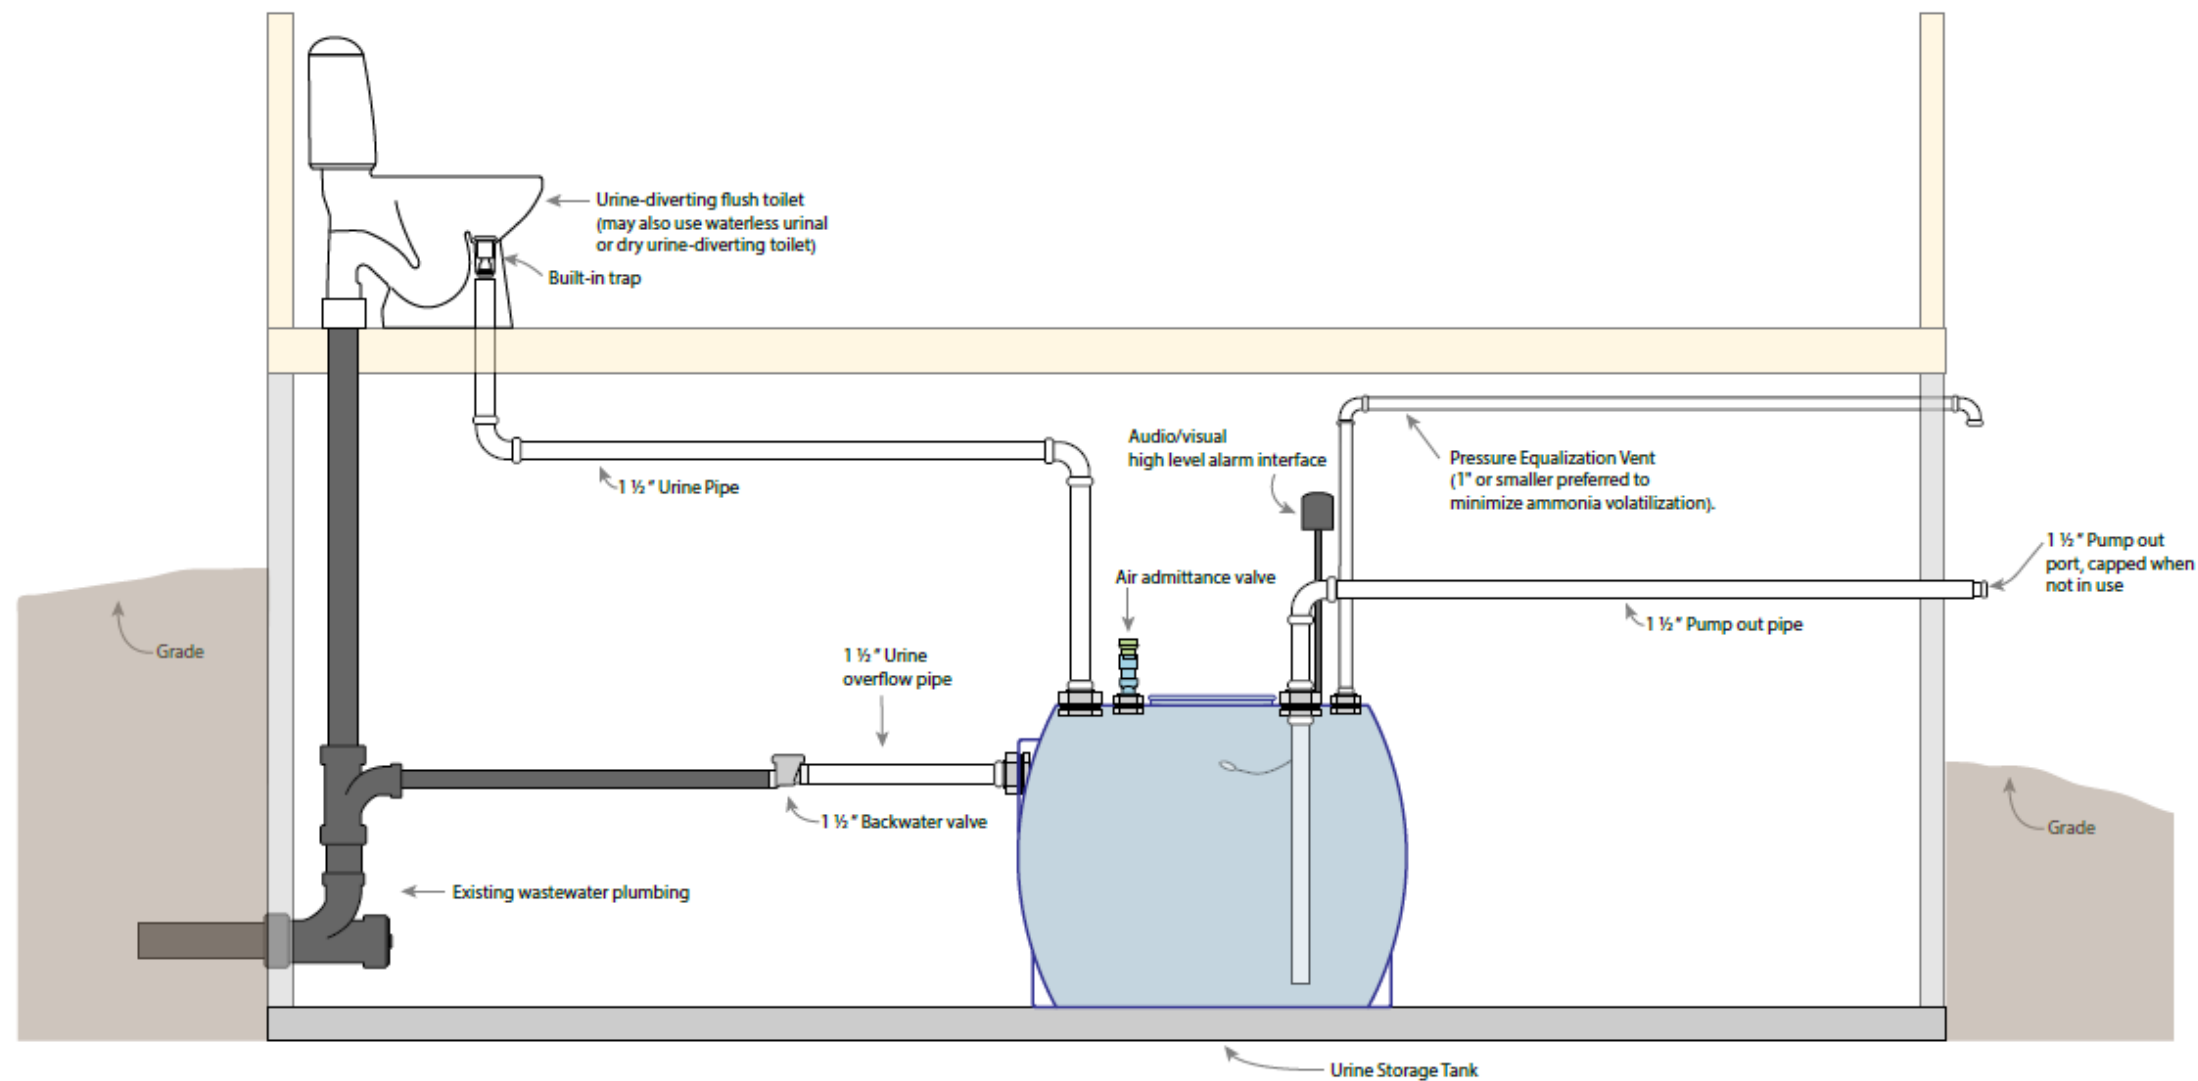 Urine-diverting flush toilet
(may also use waterless urinal
or dry urine-diverting toilet)
Built-in trap
1 ½ " Urine Pipe
Audio/visual
high level alarm interface
Pressure Equalization Vent
(1" or smaller preferred to
minimize ammonia volatilization).
1 ½ " Pump out
port, capped when
not in use
Air admittance valve
1 ½ " Pump out pipe
Grade
1 ½ " Urine
overflow pipe
1 ½ " Backwater valve
Grade
Existing wastewater plumbing
Urine Storage Tank